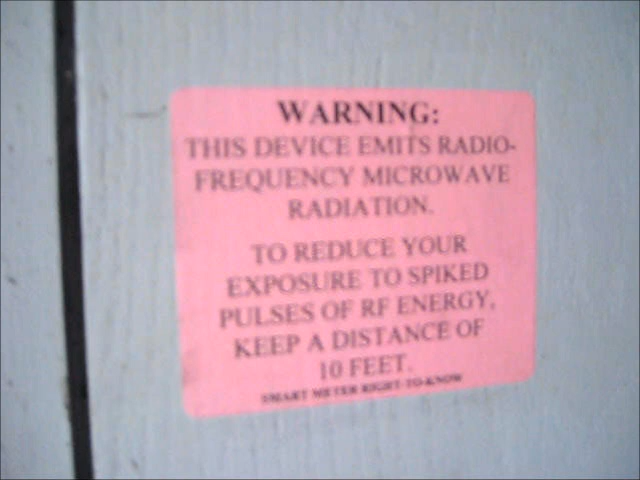 WARNING:
THIS DEVICE EMITS RADIO-
FREQUENCY MICROWAVE
RADIATION.
TO REDUCE YOUR
EXPOSURE TO SPIKED
PULSES OF RF ENERGY,
KEEP A DISTANCE OF
10 FEET.
SMART METER RIGHT-TO-KNOW